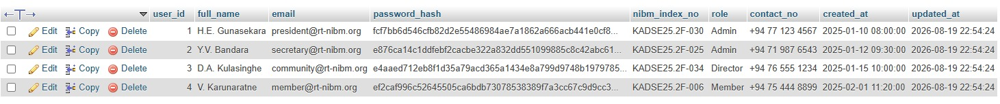 user_id full_name email password_hash nibm_index_no role contact_no created_at updated_at
Edit Copy Delete 1 H.E. Gunasekara president@rt-nibm.org fcf7bb6d546cfb82d2e55486984ae7a1862a666acb441e0cf8... KADSE25.2F-030 Admin +94 77 123 4567 2025-01-10 08:00:00 2026-08-19 22:54:24
Edit Copy Delete 2 Y.V. Bandara secretary@rt-nibm.org e876ca14c1ddfebf2cacbe322a832dd551099885c8c42abc61... KADSE25.2F-025 Admin +94 71 987 6543 2025-01-12 09:30:00 2026-08-19 22:54:24
Edit Copy Delete 3 D.A. Kulasinghe community@rt-nibm.org e4aaed712eb8f1d35a79acd365a1434e8a799d9748b1979785... KADSE25.2F-034 Director +94 76 555 1234 2025-01-15 10:00:00 2026-08-19 22:54:24
Edit Copy Delete 4 V. Karunaratne member@rt-nibm.org ef2caf996c52645505ca6bdb73078538389f7a3cc67c9d9cc3... KADSE25.2F-006 Member +94 75 444 8899 2025-02-01 11:20:00 2026-08-19 22:54:24